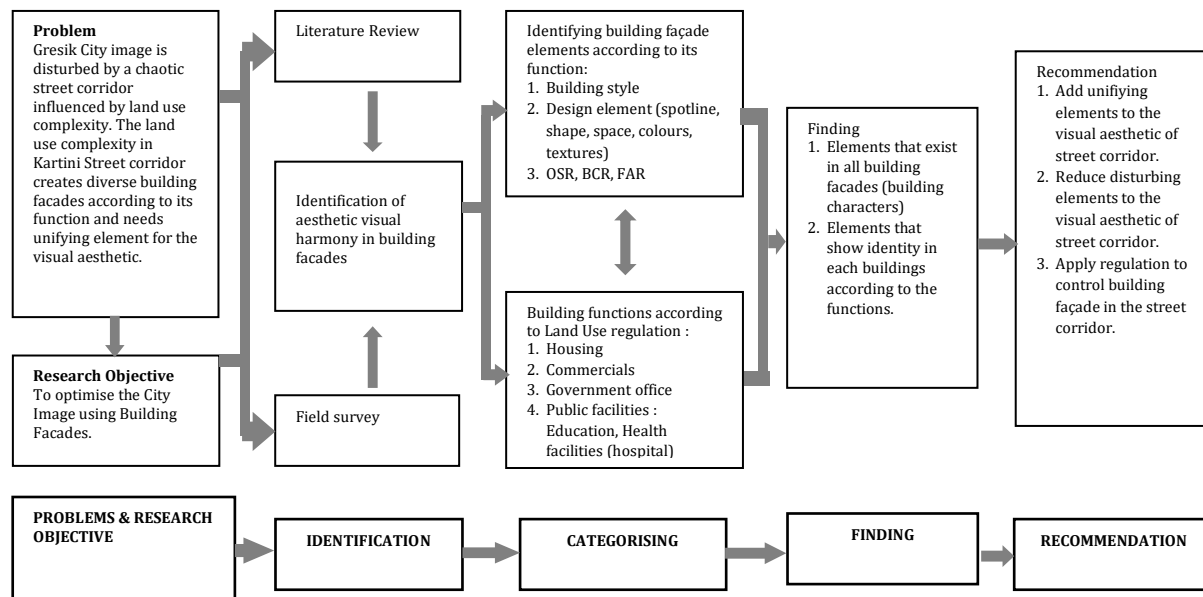 Problem
Gresik City image is
disturbed by a chaotic
street corridor
influenced by land use
complexity. The land
use complexity in
Kartini Street corridor
creates diverse building
facades according to its
function and needs
unifying element for the
visual aesthetic.
Research Objective
To optimise the City
Image using Building
Facades.
Literature Review
Identification of
aesthetic visual
harmony in building
facades
Field survey
Identifying building façade
elements according to its
function:
1. Building style
2. Design element (spotline,
shape, space, colours,
textures)
3. OSR, BCR, FAR
Building functions according
to Land Use regulation :
1. Housing
2. Commercials
3. Government office
4. Public facilities :
Education, Health
facilities (hospital)
Finding
1. Elements that exist
in all building
facades (building
characters)
2. Elements that
show identity in
each buildings
according to the
functions.
Recommendation
1. Add unifiying
elements to the
visual aesthetic of
street corridor.
2. Reduce disturbing
elements to the
visual aesthetic of
street corridor.
3. Apply regulation to
control building
façade in the street
corridor.
PROBLEMS & RESEARCH
OBJECTIVE
IDENTIFICATION
CATEGORISING
FINDING
RECOMMENDATION